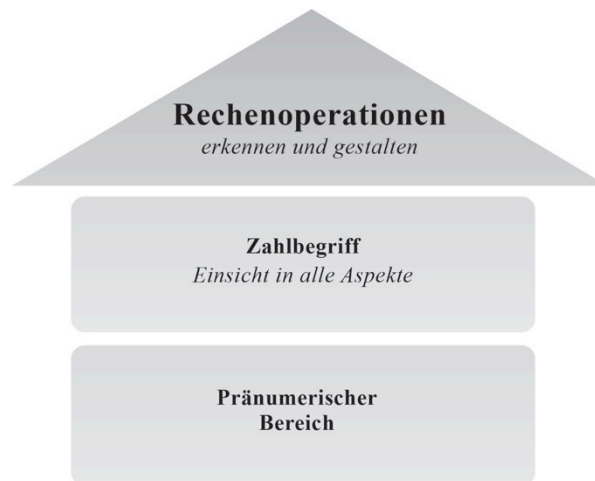 Rechenoperationen
erkennen und gestalten
Zahlbegriff
Einsicht in alle Aspekte
Pränumerischer
Bereich